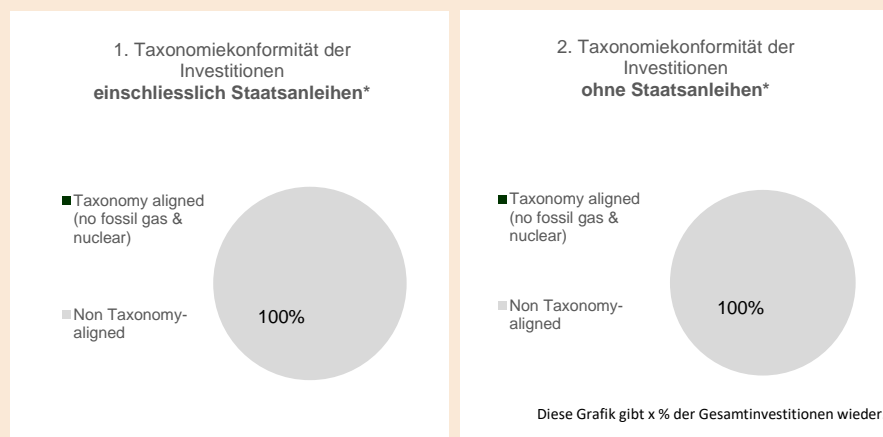 1. Taxonomiekonformität der
Investitionen
einschliesslich Staatsanleihen*
Taxonomy aligned
(no fossil gas &
nuclear)
Non Taxonomy-
aligned
100%
2. Taxonomiekonformität der
Investitionen
ohne Staatsanleihen*
Taxonomy aligned
(no fossil gas &
nuclear)
Non Taxonomy-
aligned
100%
Diese Grafik gibt x % der Gesamtinvestitionen wieder